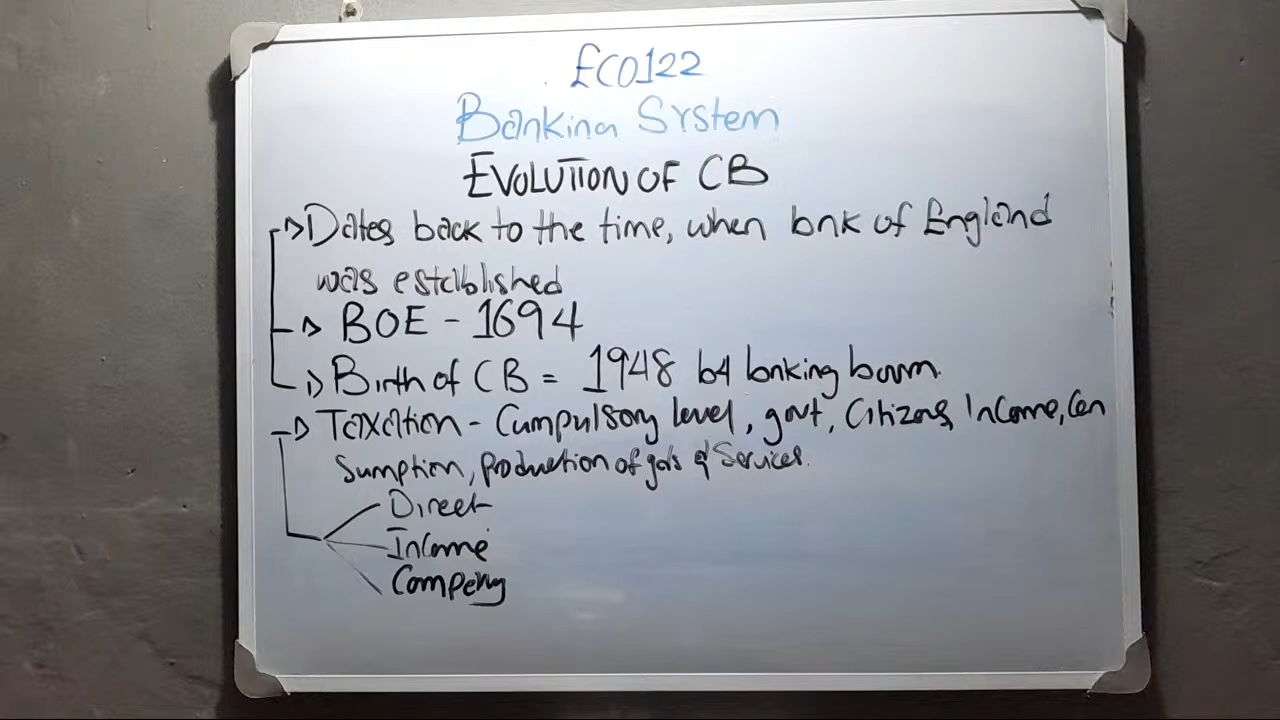 ECO122
Banking System
EVOLUTION OF CB
Dates back to the time, when bnk of England
was established
BOE - 1694
Birth of CB = 1948 b4 banking boom.
Taxation - Cumpulsory level, govt, Citizens, Income, Con
Sumption, production of gds & Services.
Direct
Income
Company